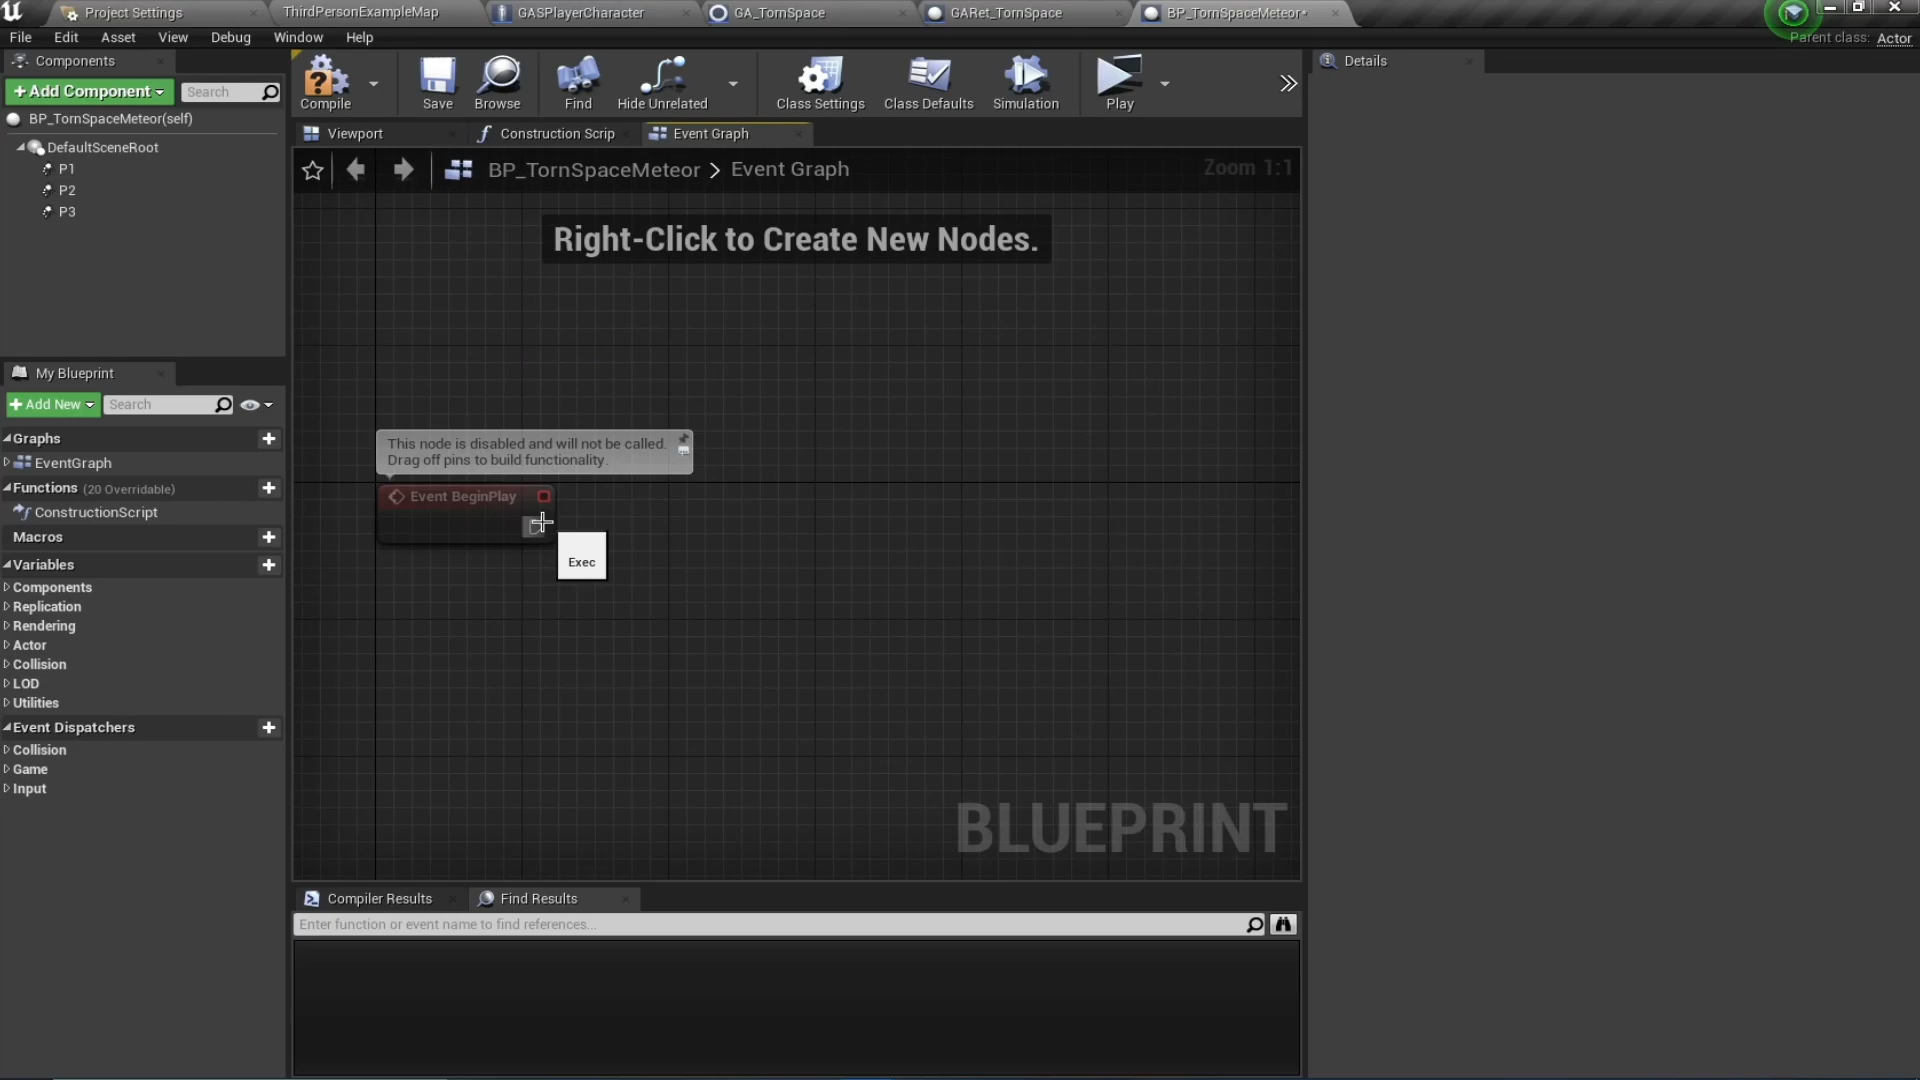 Project Settings
ThirdPersonExampleMap
GASPlayerCharacter
GA_TornSpace
GARet_TornSpace
BP_TornSpaceMeteor*
File Edit Asset View Debug Window Help
Parent class: Actor
Components
Add Component
Search
BP_TornSpaceMeteor(self)
DefaultSceneRoot
P1
P2
P3
Compile
Save
Browse
Find
Hide Unrelated
Class Settings
Class Defaults
Simulation
Play
Viewport
Construction Scrip
Event Graph
BP_TornSpaceMeteor > Event Graph
Zoom 1:1
Right-Click to Create New Nodes.
This node is disabled and will not be called.
Drag off pins to build functionality.
Event BeginPlay
Exec
BLUEPRINT
My Blueprint
Add New
Search
Graphs
EventGraph
Functions (20 Overridable)
ConstructionScript
Macros
Variables
Components
Replication
Rendering
Actor
Collision
LOD
Utilities
Event Dispatchers
Collision
Game
Input
Compiler Results
Find Results
Enter function or event name to find references...
Details